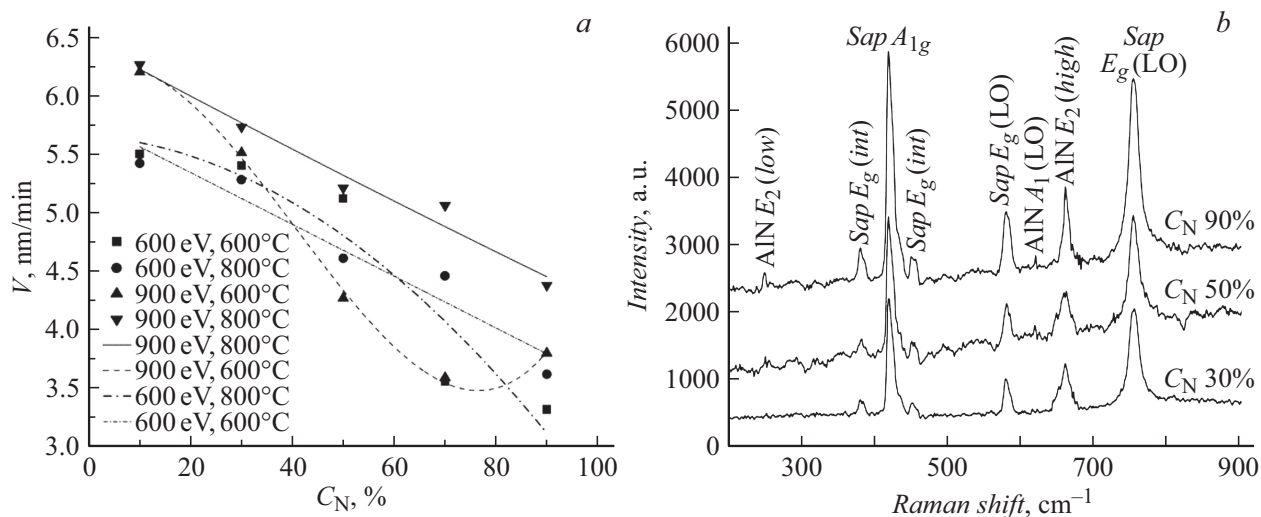 a
6.5
6.0
5.5
5.0
4.5
4.0
3.5
3.0
V, nm/min
600 eV, 600°C
600 eV, 800°C
900 eV, 600°C
900 eV, 800°C
900 eV, 800°C
900 eV, 600°C
600 eV, 800°C
600 eV, 600°C
0 20 40 60 80 100
C_N, %
b
6000
5000
4000
3000
2000
1000
0
Intensity, a. u.
AlN E₂ (low)
Sap E_g (int)
Sap A₁g
Sap E_g (int)
Sap E_g (LO)
AlN A₁ (LO)
AlN E₂ (high)
Sap
E_g (LO)
C_N 90%
C_N 50%
C_N 30%
300 500 700 900
Raman shift, cm⁻¹